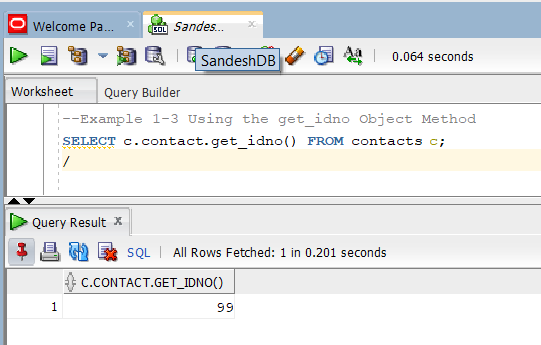 Welcome Pa... Sandes...
0.064 seconds
SandeshDB
Worksheet Query Builder
--Example 1-3 Using the get_idno Object Method
SELECT c.contact.get_idno() FROM contacts c;
/
Query Result
SQL All Rows Fetched: 1 in 0.201 seconds
C.CONTACT.GET_IDNO()
1 99